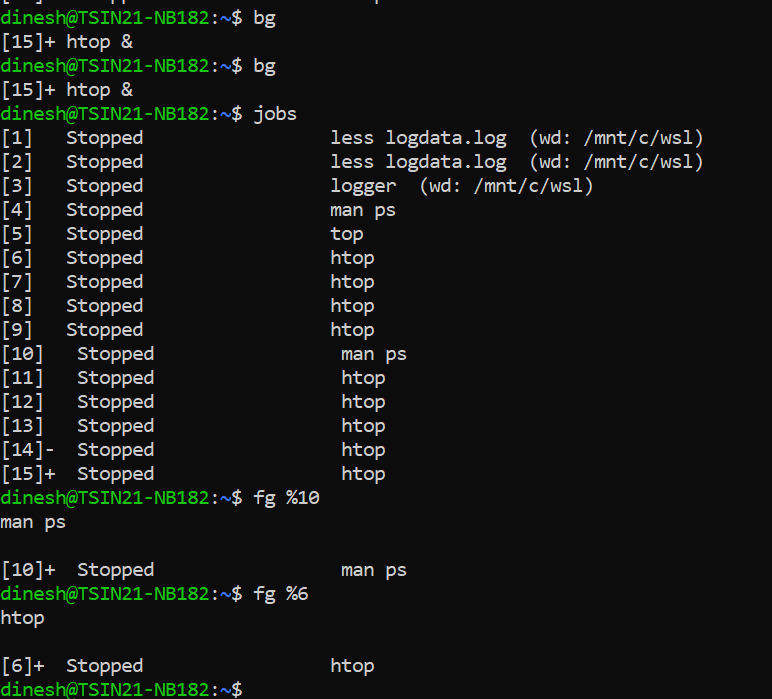 dinesh@TSIN21-NB182:~$ bg
[15]+ htop &
dinesh@TSIN21-NB182:~$ bg
[15]+ htop &
dinesh@TSIN21-NB182:~$ jobs
[1]   Stopped                 less logdata.log  (wd: /mnt/c/wsl)
[2]   Stopped                 less logdata.log  (wd: /mnt/c/wsl)
[3]   Stopped                 logger  (wd: /mnt/c/wsl)
[4]   Stopped                 man ps
[5]   Stopped                 top
[6]   Stopped                 htop
[7]   Stopped                 htop
[8]   Stopped                 htop
[9]   Stopped                 htop
[10]   Stopped                 man ps
[11]   Stopped                 htop
[12]   Stopped                 htop
[13]   Stopped                 htop
[14]-  Stopped                 htop
[15]+  Stopped                 htop
dinesh@TSIN21-NB182:~$ fg %10
man ps
[10]+  Stopped                 man ps
dinesh@TSIN21-NB182:~$ fg %6
htop
[6]+  Stopped                 htop
dinesh@TSIN21-NB182:~$